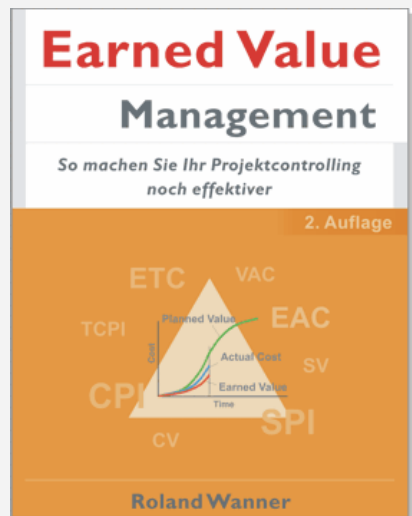 Earned Value
Management
So machen Sie Ihr Projektcontrolling
noch effektiver
2. Auflage
ETC
VAC
Planned Value
EAC
TCPI
Cost
Actual Cost
SV
CPI
Earned Value
Time
SPI
CV
Roland Wanner